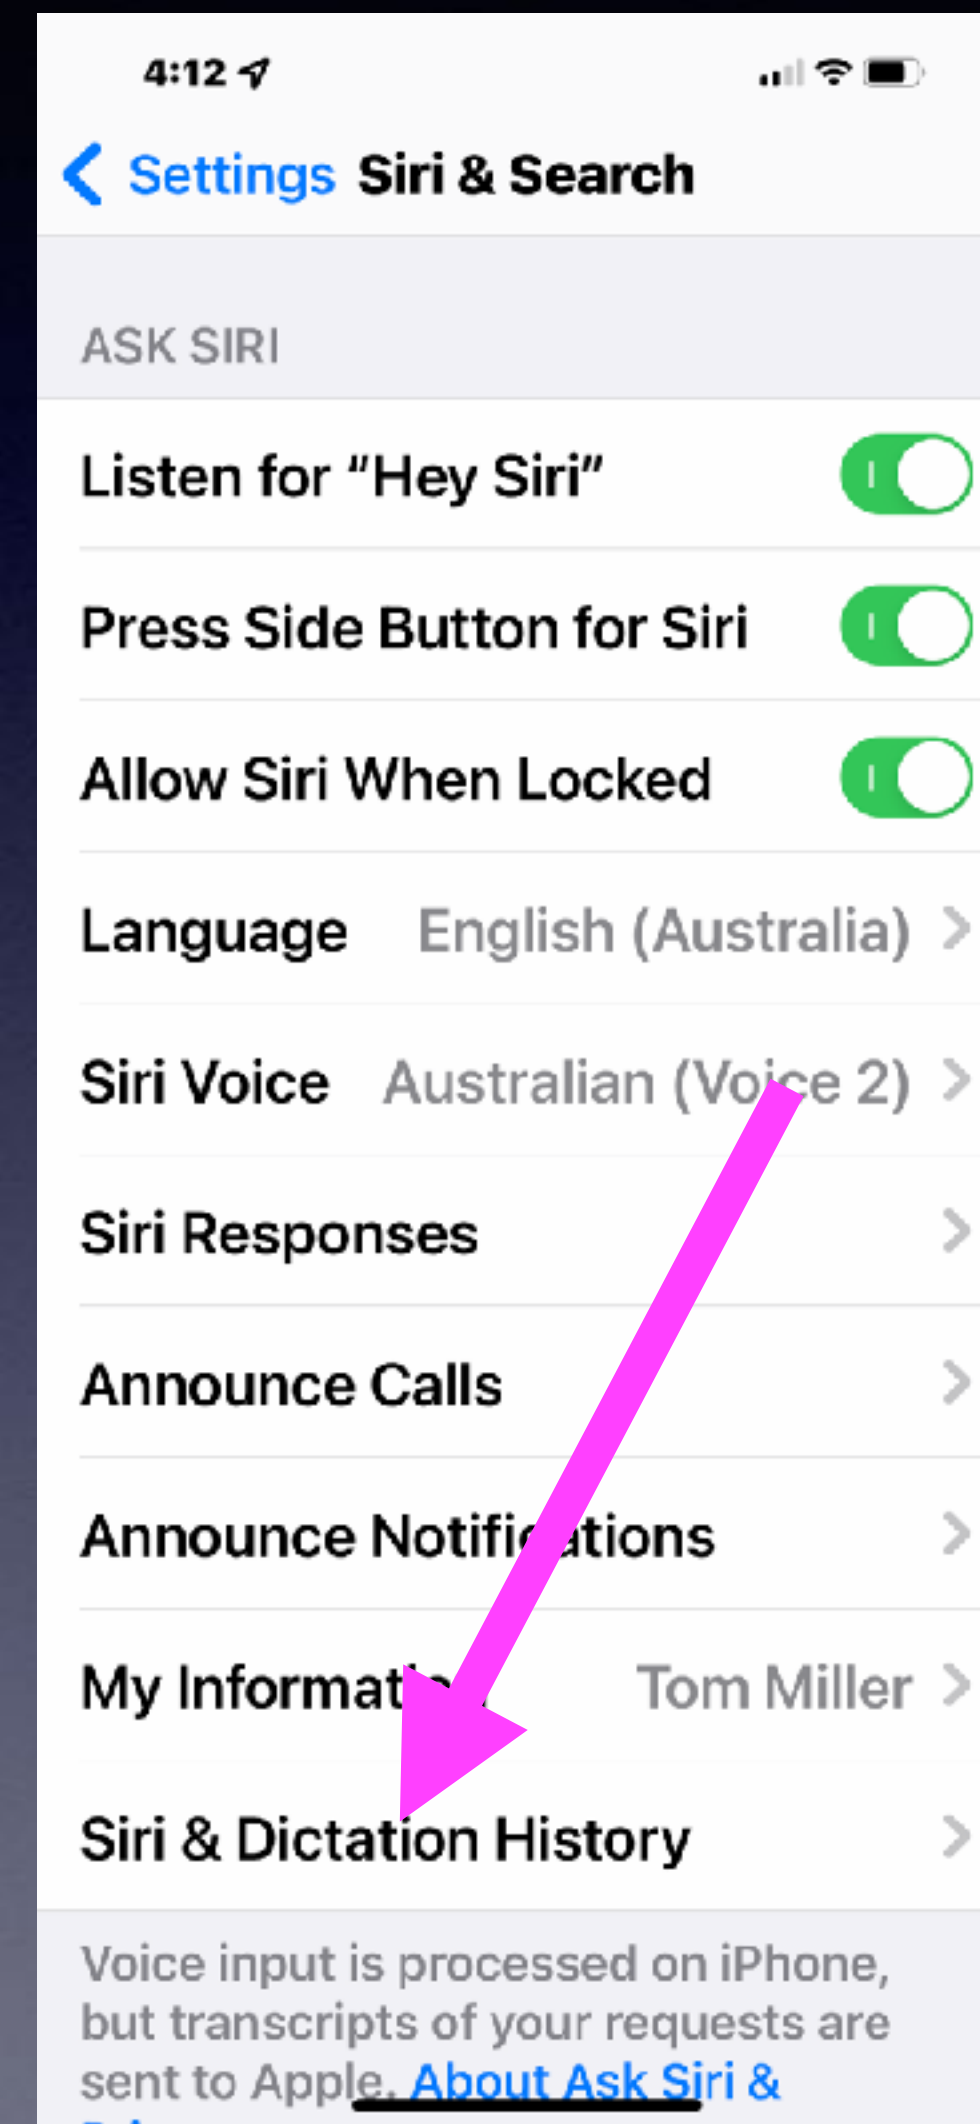 4:12
Settings Siri & Search
ASK SIRI
Listen for “Hey Siri”
Press Side Button for Siri
Allow Siri When Locked
Language English (Australia)
Siri Voice Australian (Voice 2)
Siri Responses
Announce Calls
Announce Notifications
My Information Tom Miller
Siri & Dictation History
Voice input is processed on iPhone,
but transcripts of your requests are
sent to Apple. About Ask Siri &